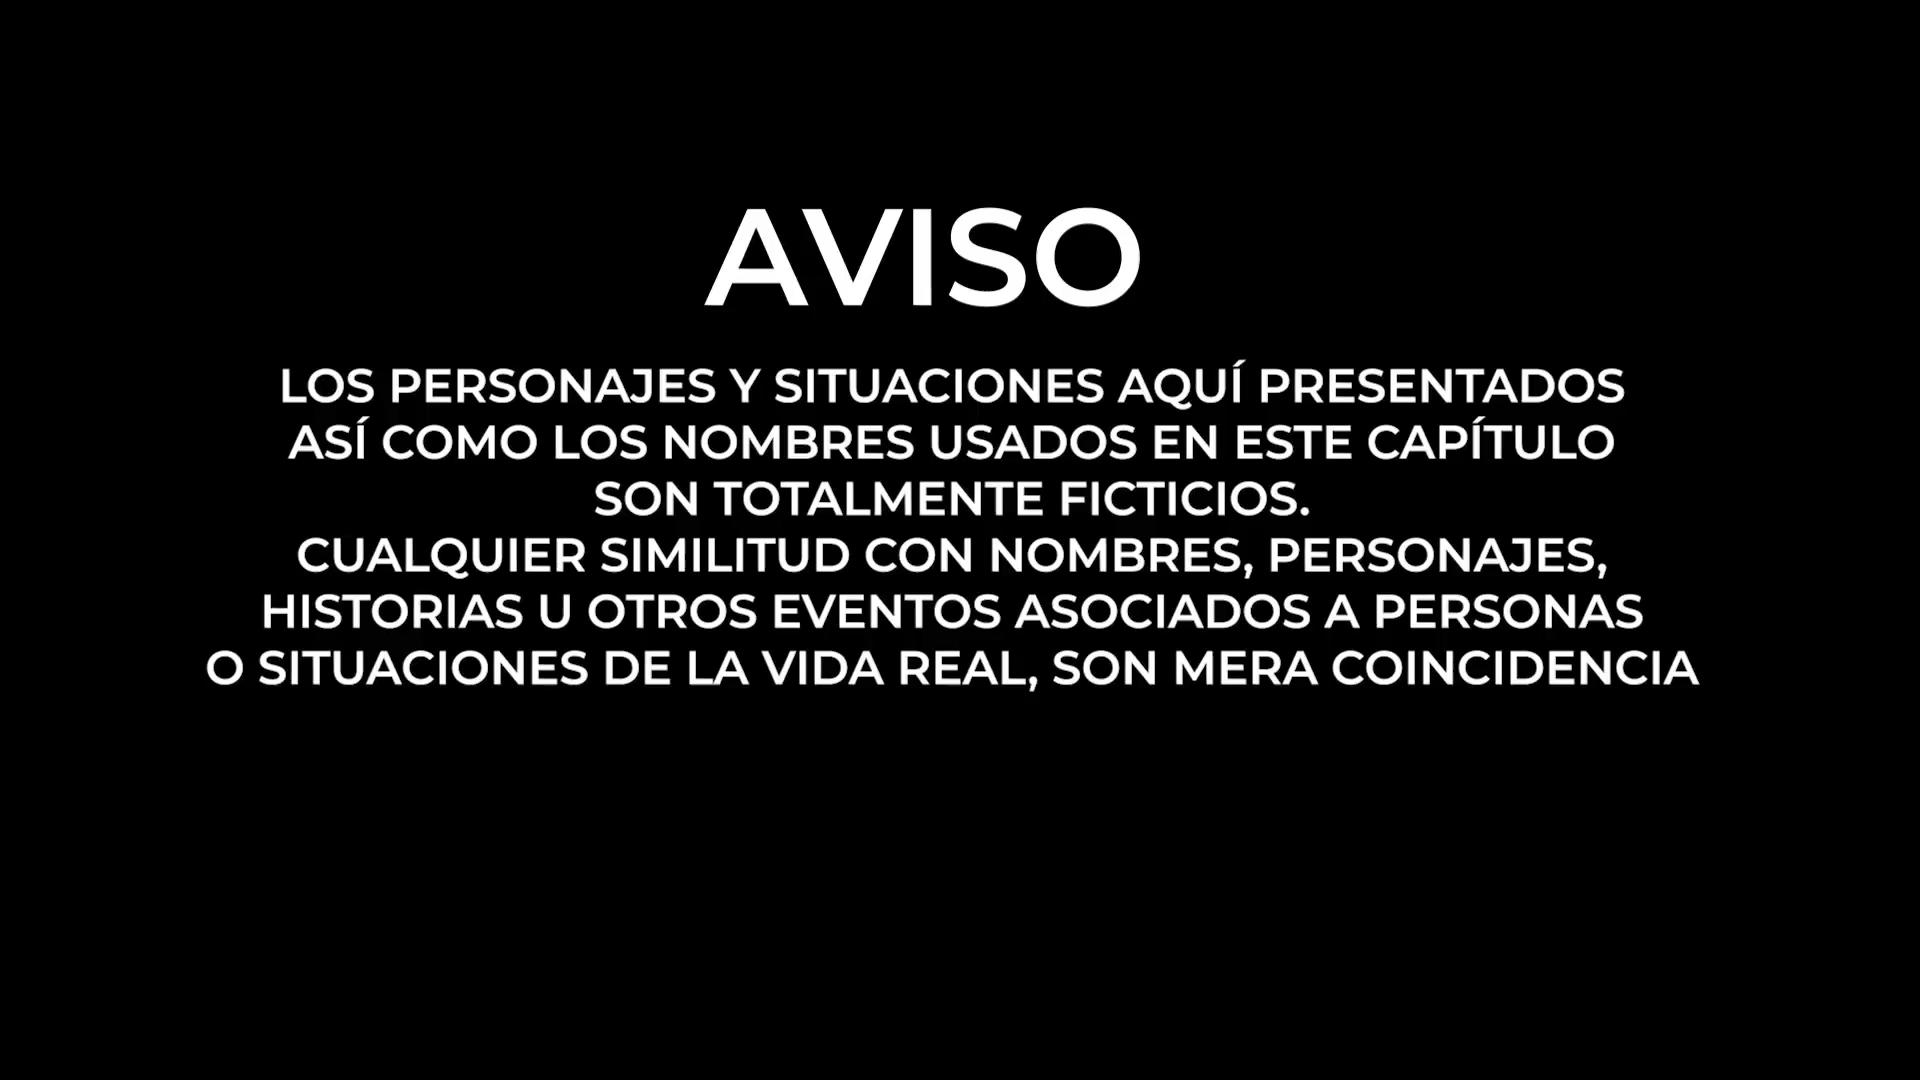 AVISO
LOS PERSONAJES Y SITUACIONES AQUÍ PRESENTADOS
ASÍ COMO LOS NOMBRES USADOS EN ESTE CAPÍTULO
SON TOTALMENTE FICTICIOS.
CUALQUIER SIMILITUD CON NOMBRES, PERSONAJES,
HISTORIAS U OTROS EVENTOS ASOCIADOS A PERSONAS
O SITUACIONES DE LA VIDA REAL, SON MERA COINCIDENCIA